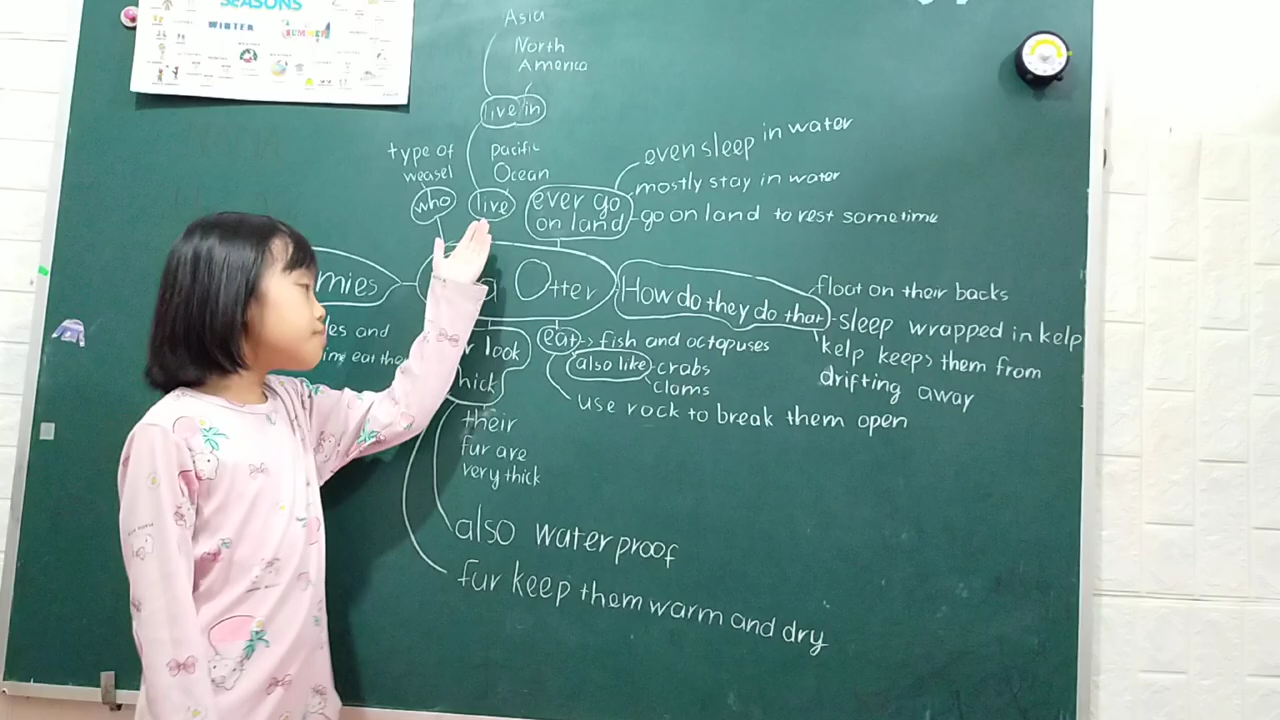 SEASONS
WINTER
SUMMER
Asia
North
America
live in
type of
weasel
who
pacific
Ocean
live
ever go
on land
even sleep in water
mostly stay in water
go on land to rest sometime
mies
a Otter
How do they do that
float on their backs
sleep wrapped in kelp
kelp keeps them from
drifting away
es and
eat the
r look
hick
eat fish and octopuses
also like
crabs
clams
use rock to break them open
their
fur are
very thick
also waterproof
fur keep them warm and dry